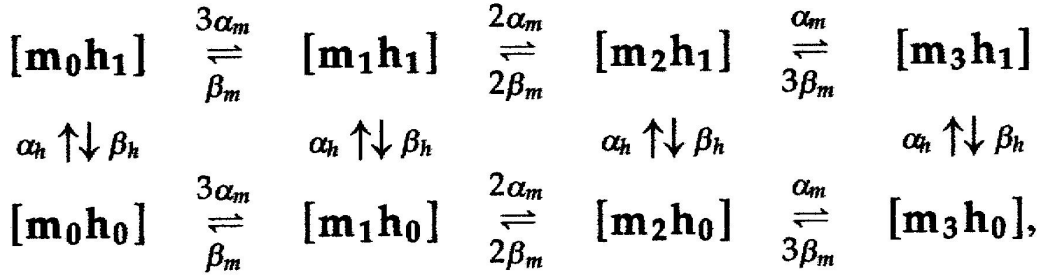 3αₘ 2αₘ αₘ
[m₀h₁] ⇌ [m₁h₁] ⇌ [m₂h₁] ⇌ [m₃h₁]
βₘ 2βₘ 3βₘ
αₕ ↑↓ βₕ αₕ ↑↓ βₕ αₕ ↑↓ βₕ αₕ ↑↓ βₕ
3αₘ 2αₘ αₘ
[m₀h₀] ⇌ [m₁h₀] ⇌ [m₂h₀] ⇌ [m₃h₀],
βₘ 2βₘ 3βₘ